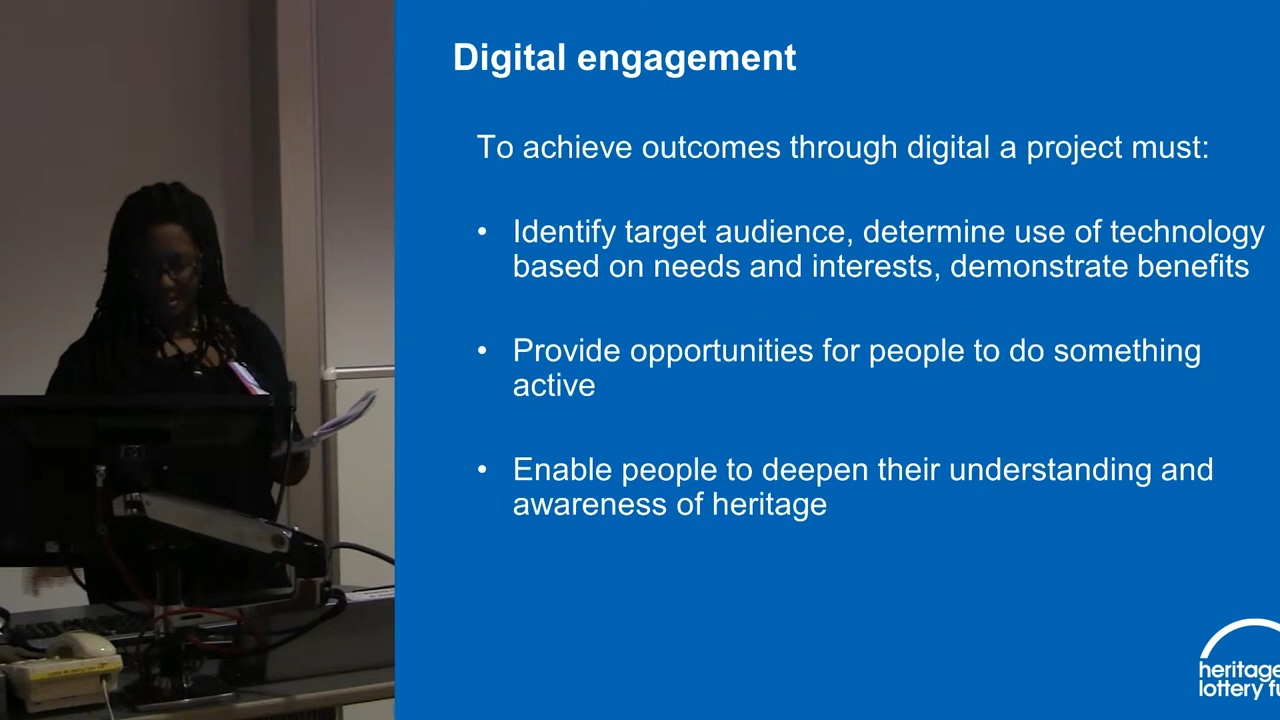 Digital engagement
To achieve outcomes through digital a project must:
• Identify target audience, determine use of technology
based on needs and interests, demonstrate benefits
• Provide opportunities for people to do something
active
• Enable people to deepen their understanding and
awareness of heritage
heritage
lottery fu